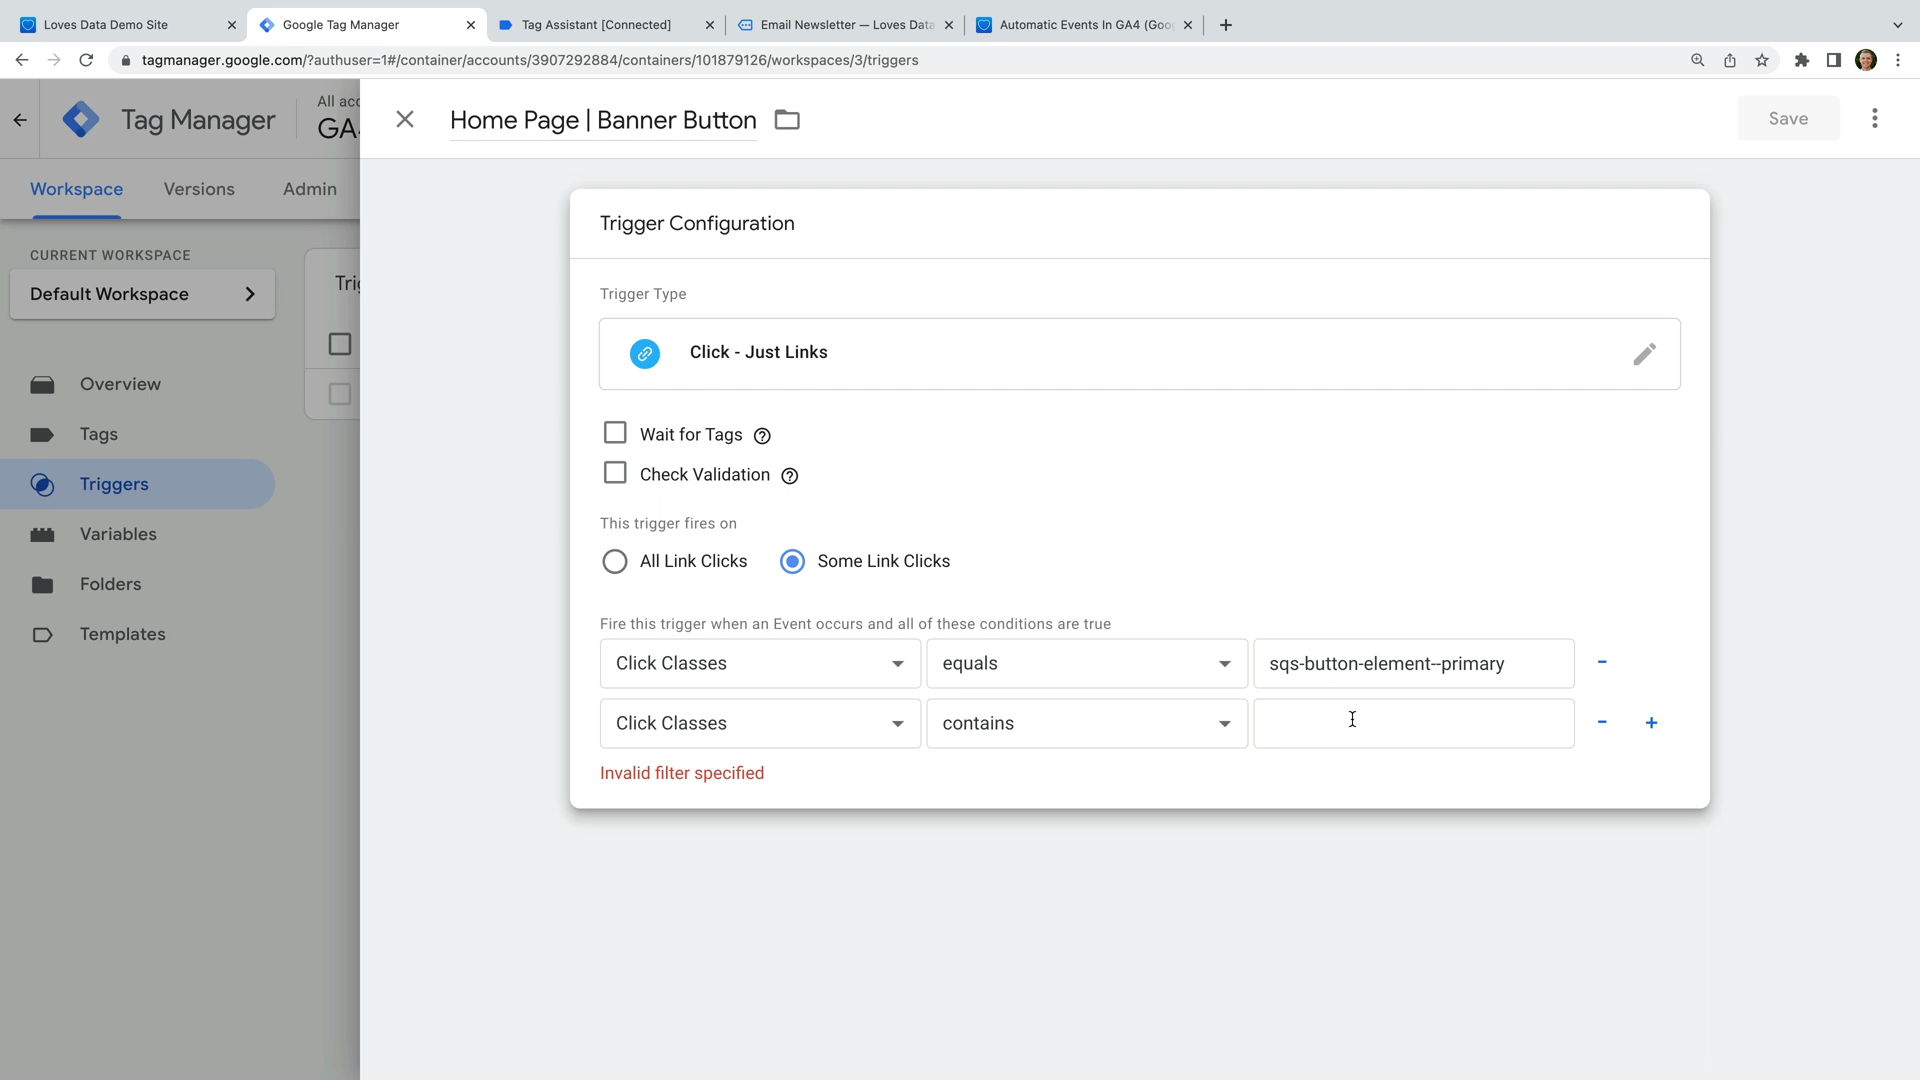 Loves Data Demo Site
Google Tag Manager
Tag Assistant [Connected]
Email Newsletter — Loves Data
Automatic Events In GA4 (Goo
tagmanager.google.com/?authuser=1#/container/accounts/3907292884/containers/101879126/workspaces/3/triggers
Tag Manager
All acc
GA4
Home Page | Banner Button
Save
Workspace
Versions
Admin
CURRENT WORKSPACE
Default Workspace
Overview
Tags
Triggers
Variables
Folders
Templates
Trig
Trigger Configuration
Trigger Type
Click - Just Links
Wait for Tags
Check Validation
This trigger fires on
All Link Clicks
Some Link Clicks
Fire this trigger when an Event occurs and all of these conditions are true
Click Classes
equals
sqs-button-element--primary
Click Classes
contains
Invalid filter specified